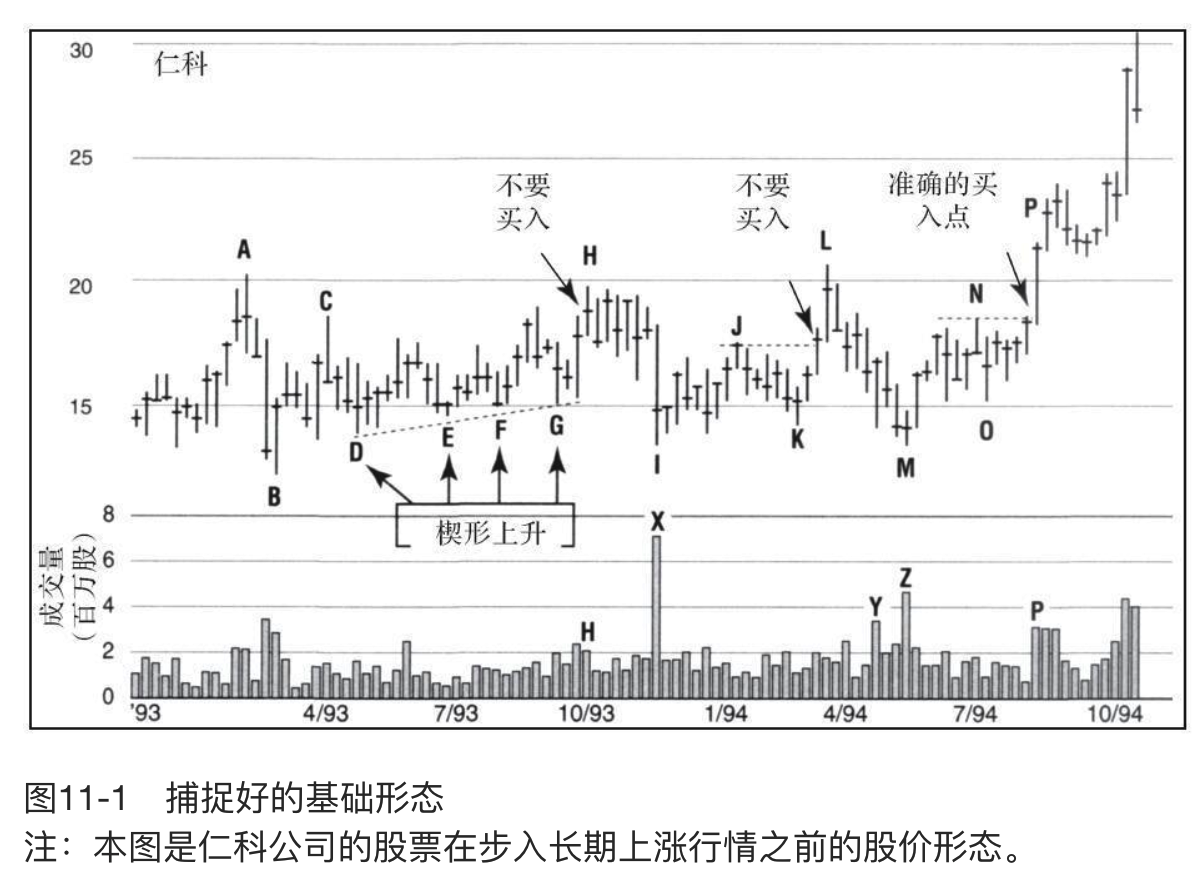 30
仁科
25
不要
买入
不要
买入
准确的买
入点
P
A
H
L
20
C
J
N
15
D
E
F
G
K
O
B
I
M
楔形上升
8
X
6
4
2
0
Z
Y
P
H
成交量
(百万股)
'93
4/93
7/93
10/93
1/94
4/94
7/94
10/94
图11-1 捕捉好的基础形态
注：本图是仁科公司的股票在步入长期上涨行情之前的股价形态。